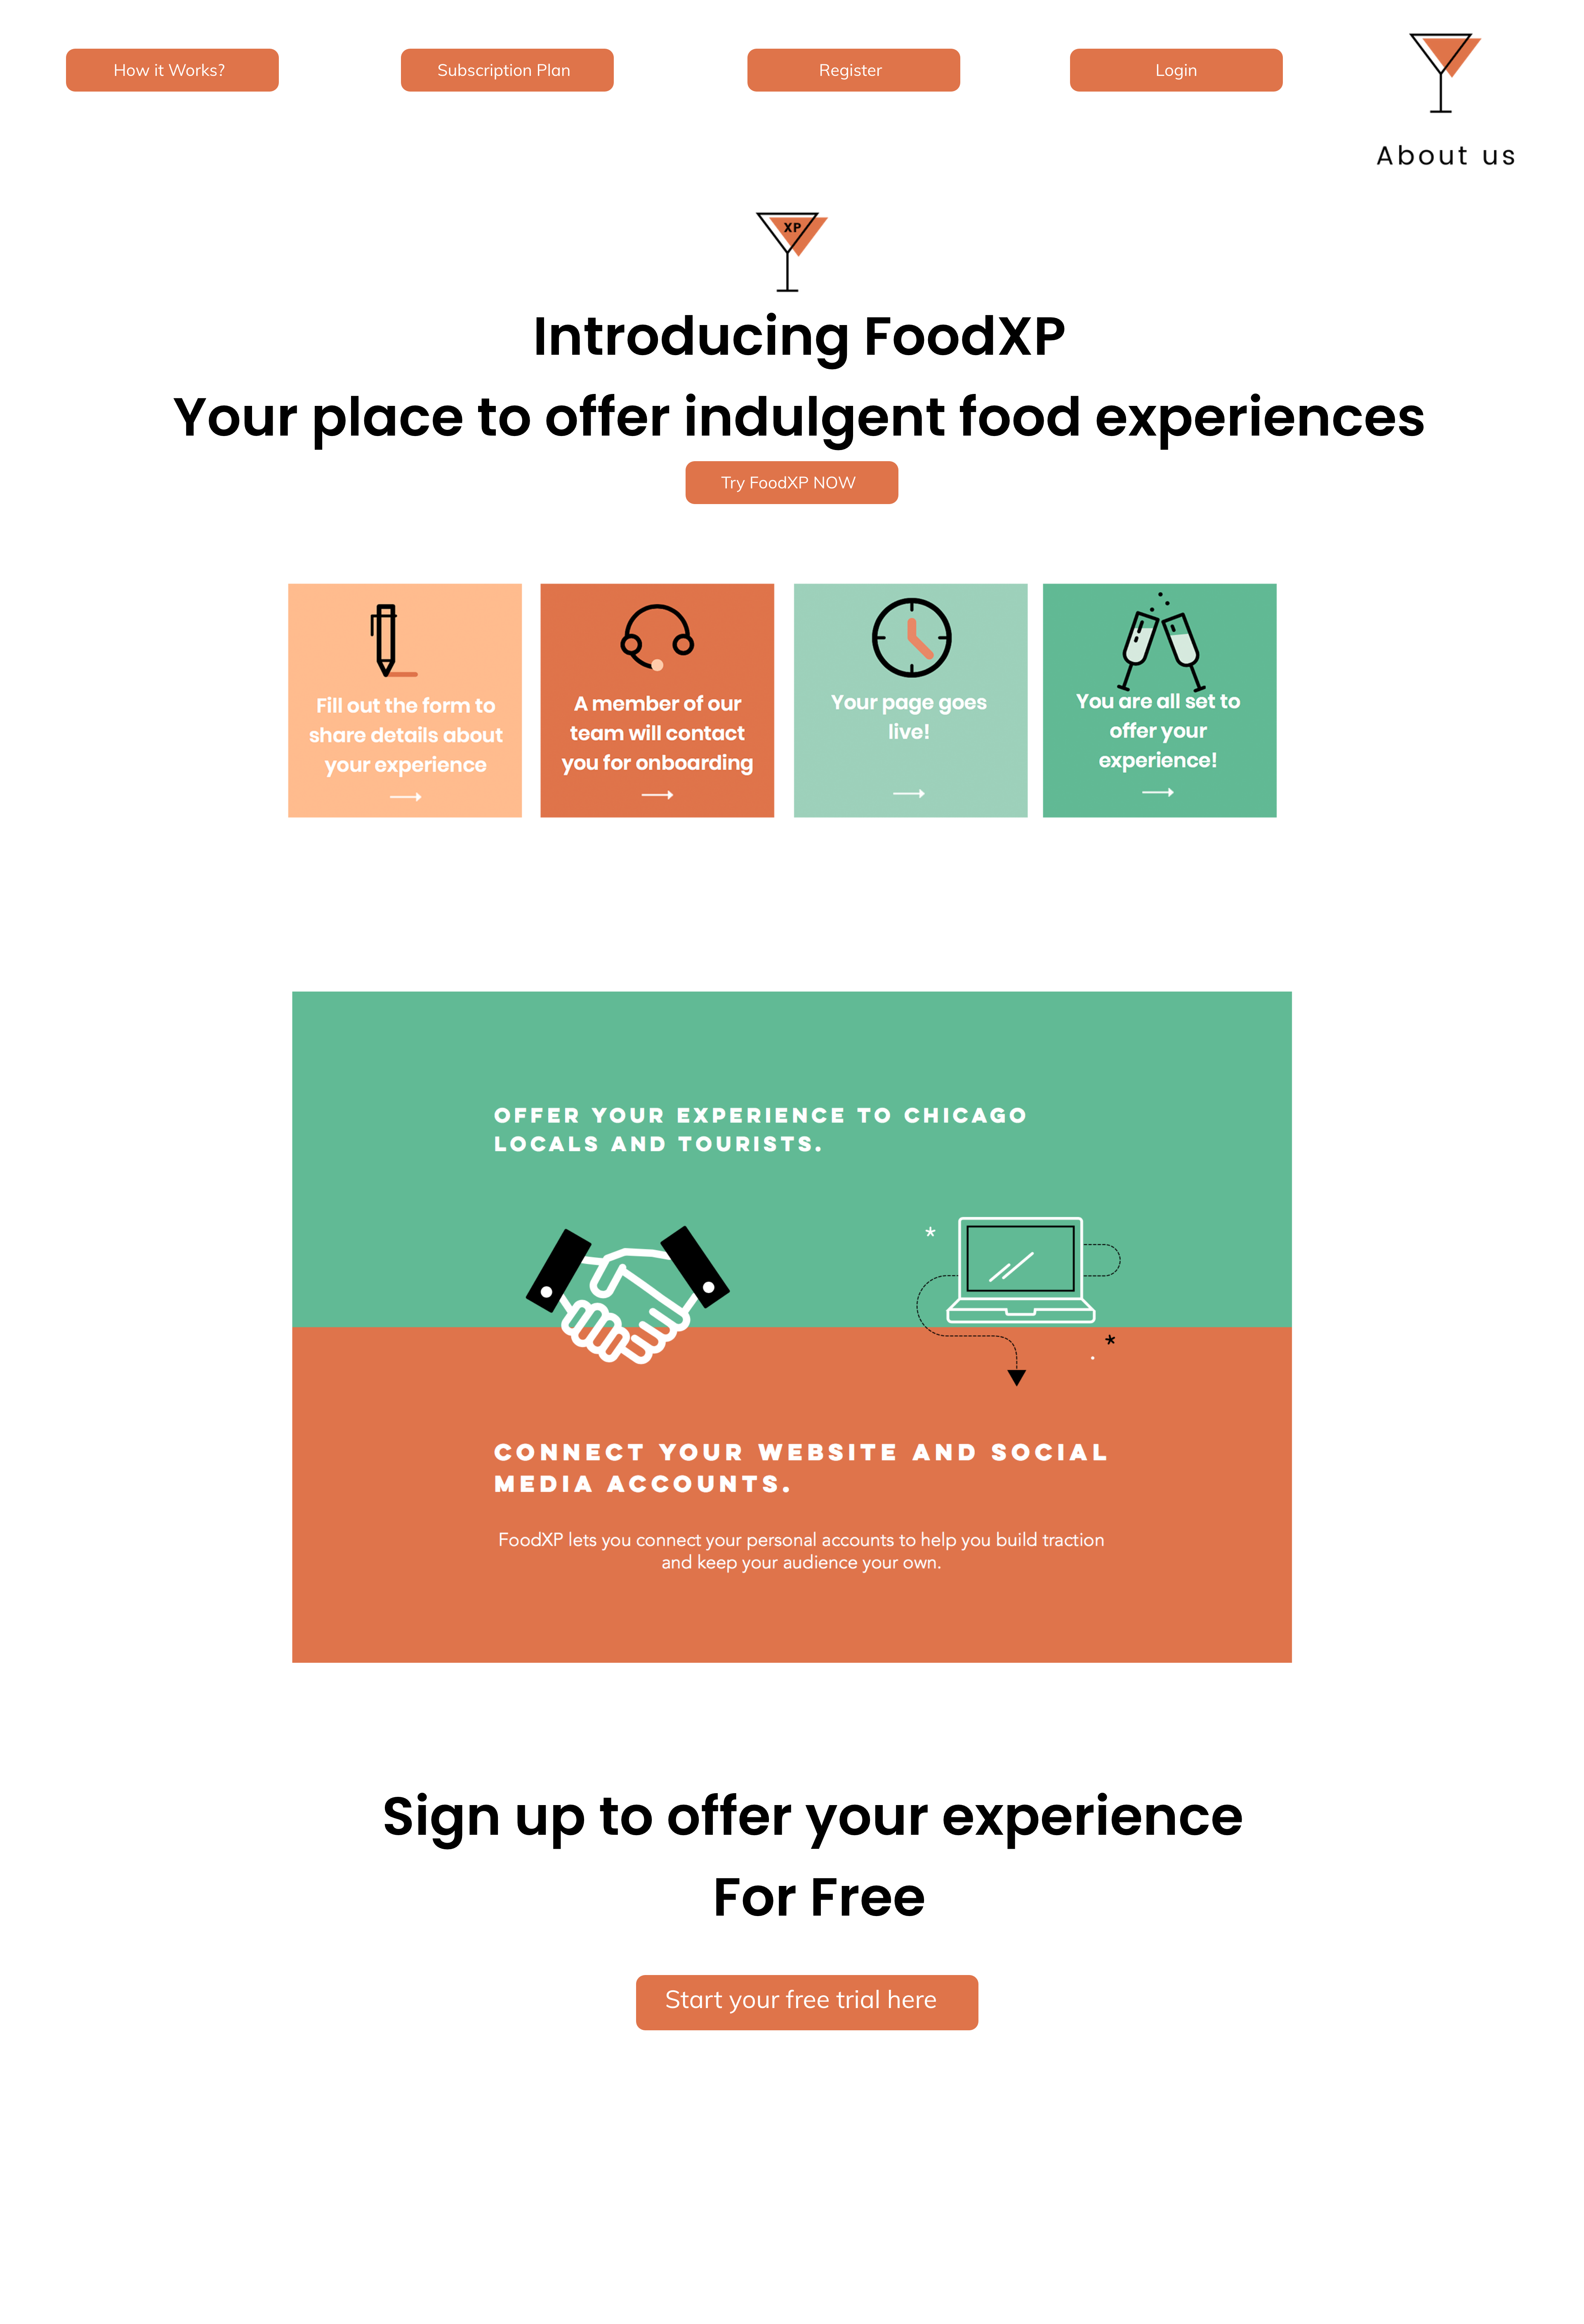 How it Works?
Subscription Plan
Register
Login
About us
XP
Introducing FoodXP
Your place to offer indulgent food experiences
Try FoodXP NOW
Fill out the form to
share details about
your experience
A member of our
team will contact
you for onboarding
Your page goes
live!
You are all set to
offer your
experience!
OFFER YOUR EXPERIENCE TO CHICAGO
LOCALS AND TOURISTS.
CONNECT YOUR WEBSITE AND SOCIAL
MEDIA ACCOUNTS.
FoodXP lets you connect your personal accounts to help you build traction
and keep your audience your own.
Sign up to offer your experience
For Free
Start your free trial here